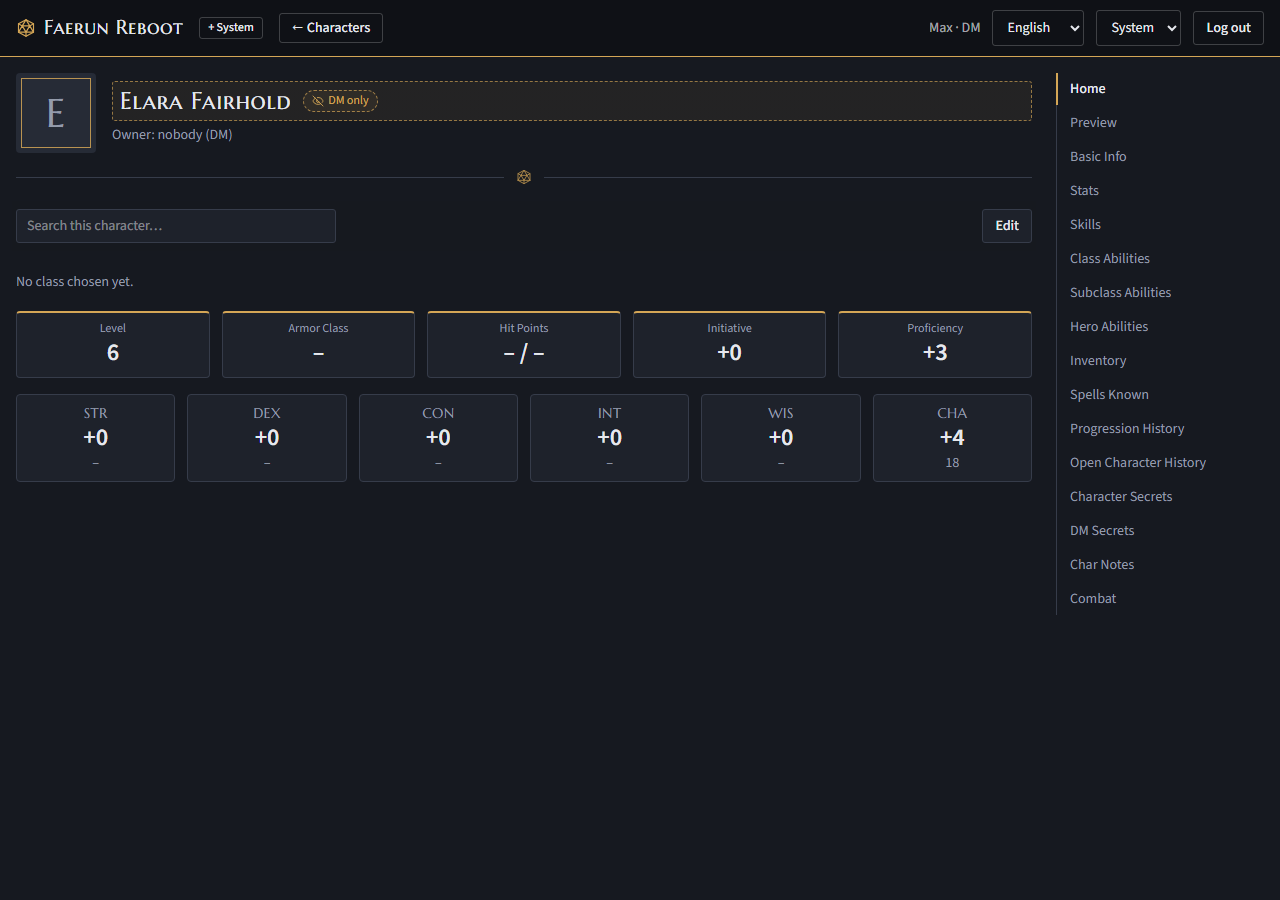 Faerun Reboot
+ System
← Characters
Max · DM
English
System
Log out
E
Elara Fairhold
DM only
Owner: nobody (DM)
Search this character…
Edit
No class chosen yet.
Level
6
Armor Class
–
Hit Points
– / –
Initiative
+0
Proficiency
+3
STR
+0
–
DEX
+0
–
CON
+0
–
INT
+0
–
WIS
+0
–
CHA
+4
18
Home
Preview
Basic Info
Stats
Skills
Class Abilities
Subclass Abilities
Hero Abilities
Inventory
Spells Known
Progression History
Open Character History
Character Secrets
DM Secrets
Char Notes
Combat